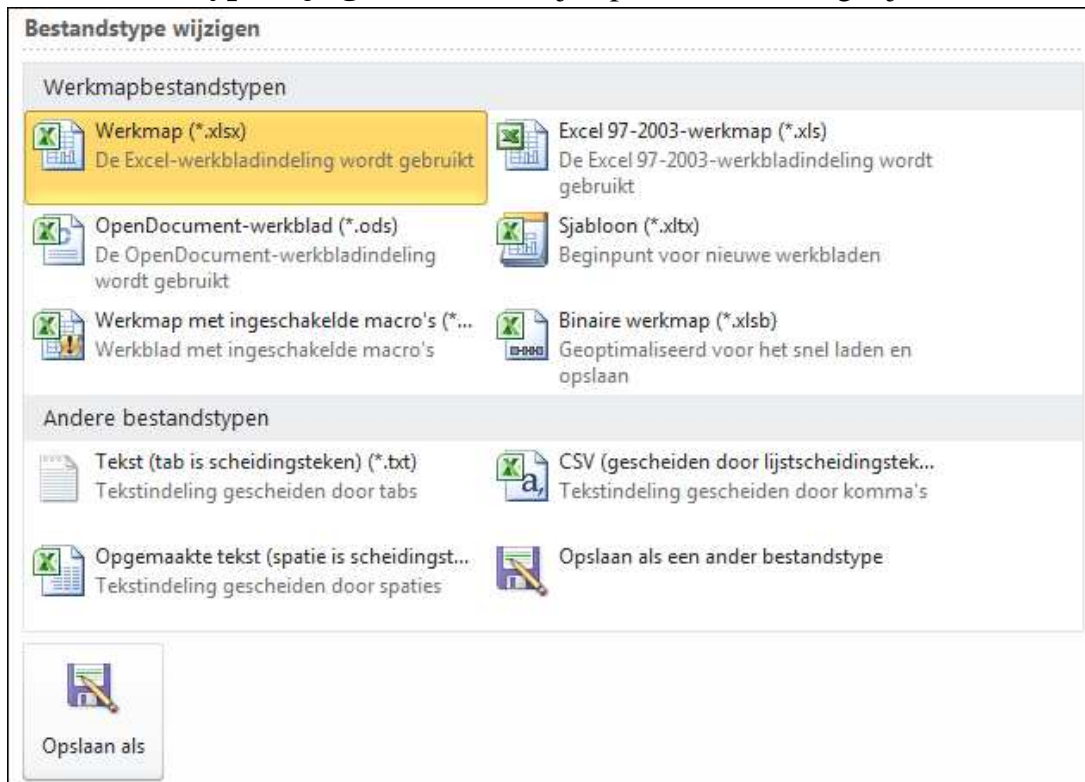 Bestandstype wijzigen
Werkmapbestandstypen
Werkmap (*.xlsx)
De Excel-werkbladindeling wordt gebruikt
Excel 97-2003-werkmap (*.xls)
De Excel 97-2003-werkbladindeling wordt
gebruikt
OpenDocument-werkblad (*.ods)
De OpenDocument-werkbladindeling
wordt gebruikt
Sjabloon (*.xltx)
Beginpunt voor nieuwe werkbladen
Werkmap met ingeschakelde macro's (*...
Werkblad met ingeschakelde macro's
Binaire werkmap (*.xlsb)
Geoptimaliseerd voor het snel laden en
opslaan
Andere bestandstypen
Tekst (tab is scheidingsteken) (*.txt)
Tekstindeling gescheiden door tabs
CSV (gescheiden door lijstscheidingstek...
Tekstindeling gescheiden door komma's
Opgemaakte tekst (spatie is scheidingst...
Tekstindeling gescheiden door spaties
Opslaan als een ander bestandstype
Opslaan als